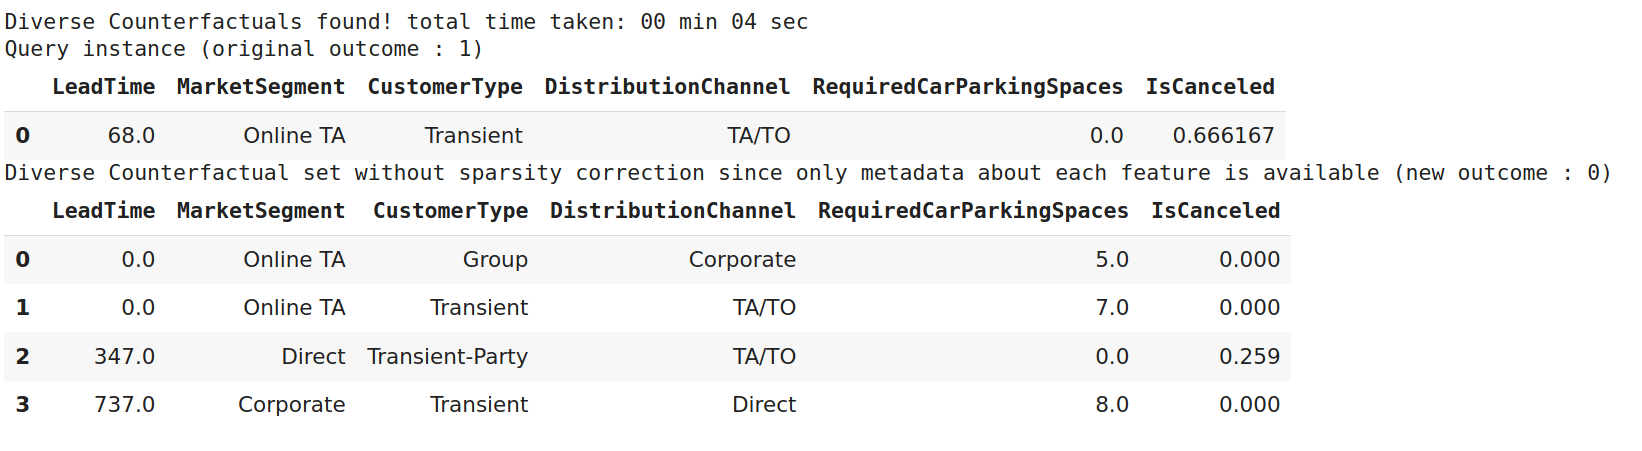 Diverse Counterfactuals found! total time taken: 00 min 04 sec
Query instance (original outcome : 1)
LeadTime MarketSegment CustomerType DistributionChannel RequiredCarParkingSpaces IsCanceled
0 68.0 Online TA Transient TA/TO 0.0 0.666167
Diverse Counterfactual set without sparsity correction since only metadata about each feature is available (new outcome : 0)
LeadTime MarketSegment CustomerType DistributionChannel RequiredCarParkingSpaces IsCanceled
0 0.0 Online TA Group Corporate 5.0 0.000
1 0.0 Online TA Transient TA/TO 7.0 0.000
2 347.0 Direct Transient-Party TA/TO 0.0 0.259
3 737.0 Corporate Transient Direct 8.0 0.000